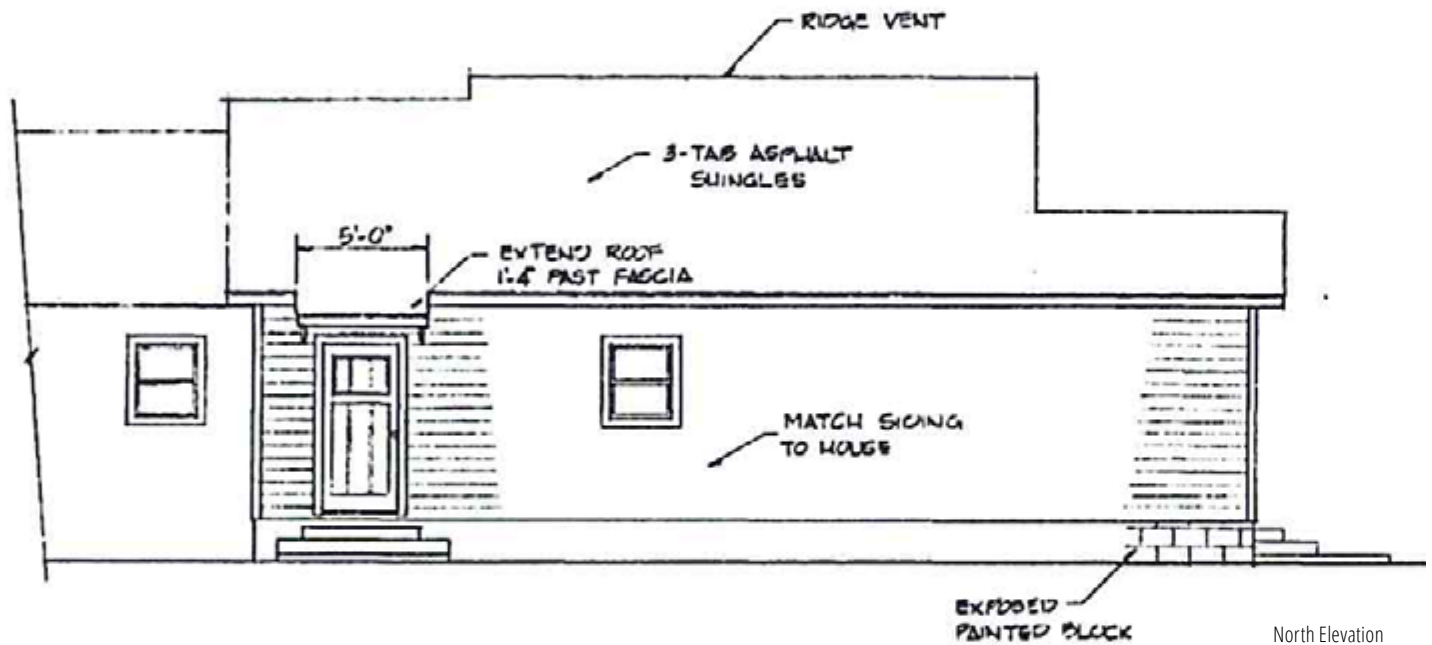 RIDGE VENT
3-TAB ASPHALT
SHINGLES
5'-0"
EXTEND ROOF
1'-4" PAST FASCIA
MATCH SIDING
TO HOUSE
EXPOSED
PAINTED BLOCK
North Elevation